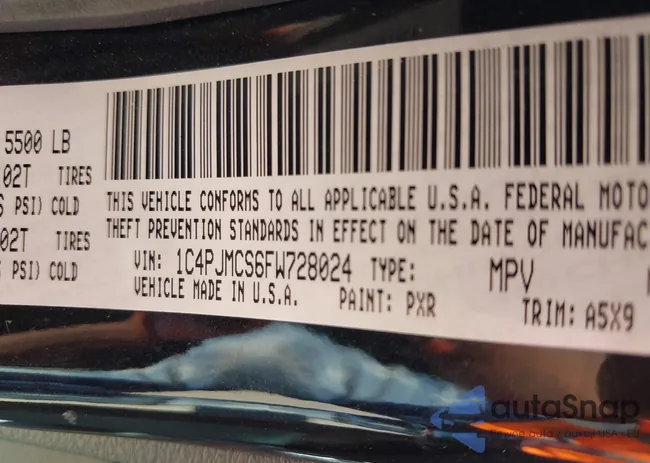 5500 LB
02T TIRES
PSI) COLD
02T TIRES
PSI) COLD
THIS VEHICLE CONFORMS TO ALL APPLICABLE U.S.A. FEDERAL MOTO
THEFT PREVENTION STANDARDS IN EFFECT ON THE DATE OF MANUFAC
VIN: 1C4PJMCS6FW728024 TYPE: MPV
VEHICLE MADE IN U.S.A. PAINT: PXR TRIM: A5X9
autaSnap